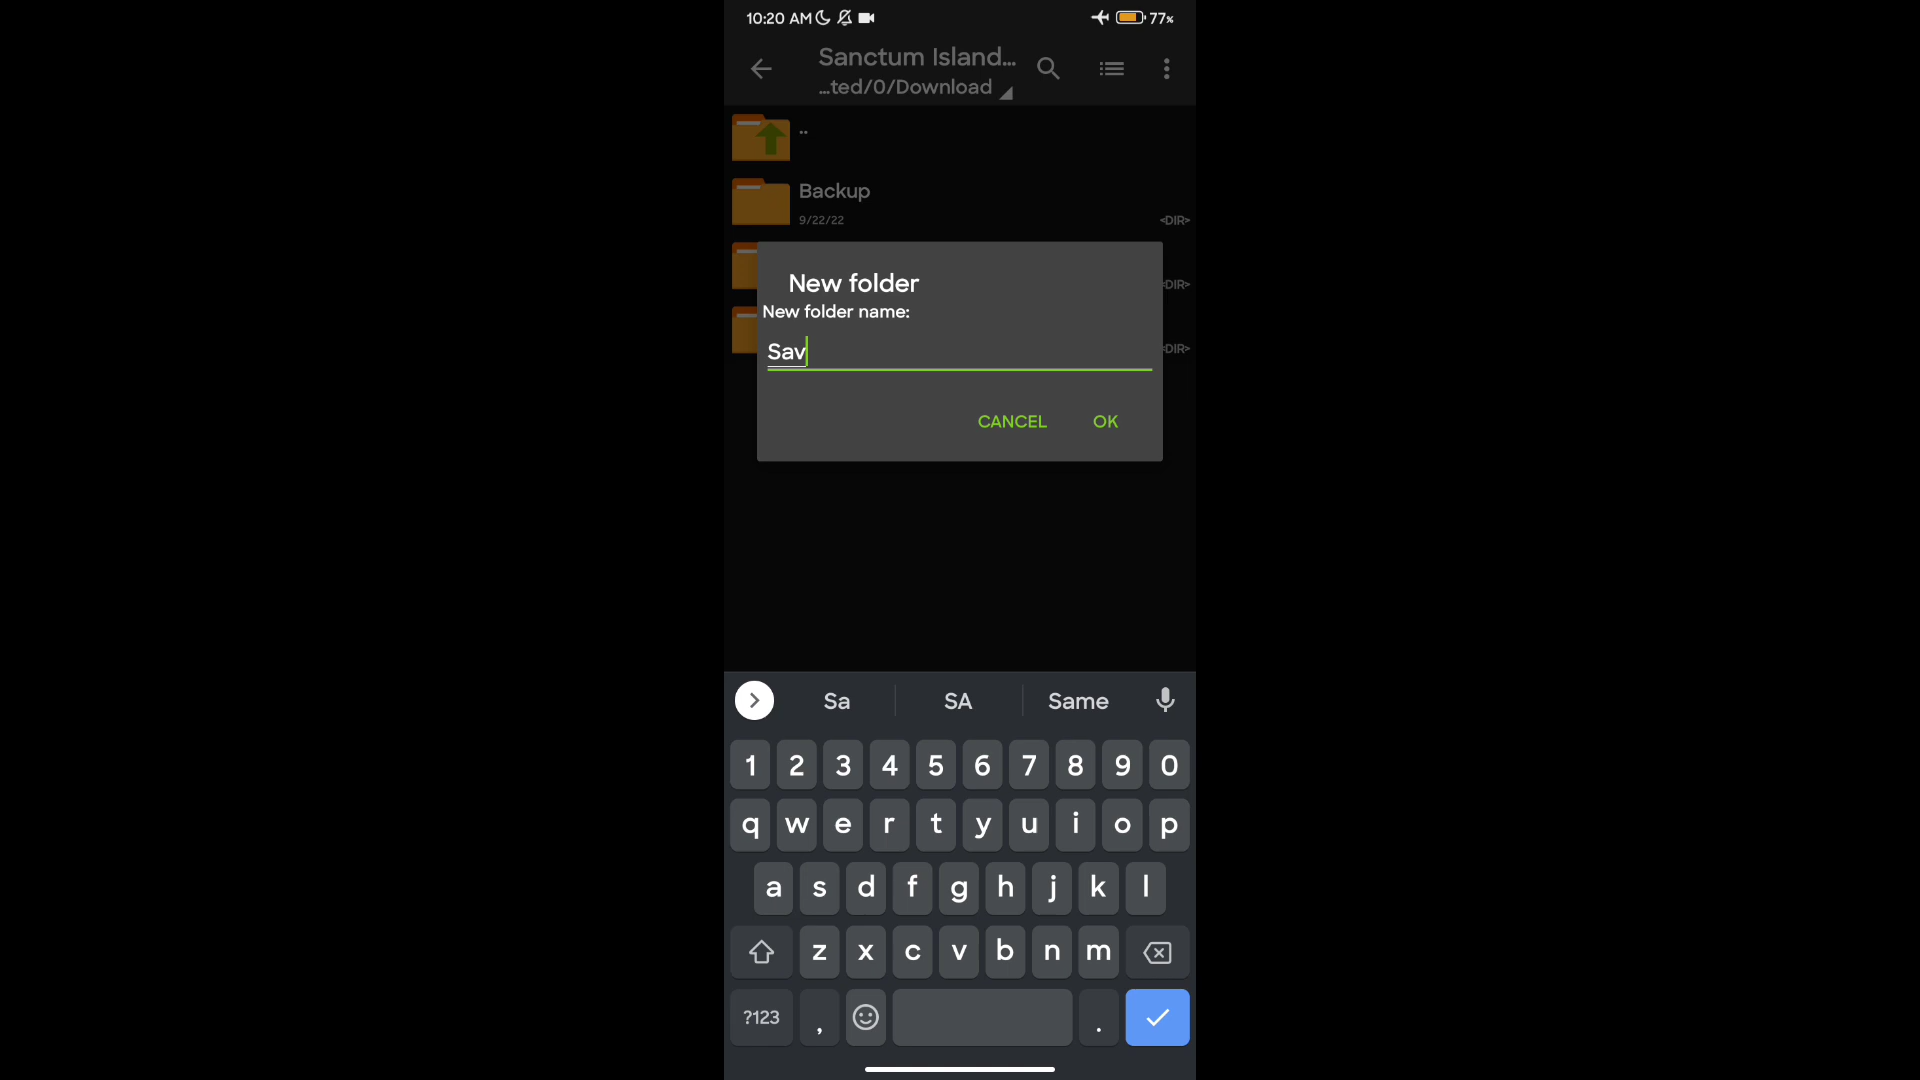 10:20 AM 77%
Sanctum Island...
...ted/0/Download
..
Backup
9/22/22 <DIR>
<DIR>
<DIR>
New folder
New folder name:
Sav
CANCEL OK
Sa SA Same
1 2 3 4 5 6 7 8 9 0
q w e r t y u i o p
a s d f g h j k l
z x c v b n m
?123 , .